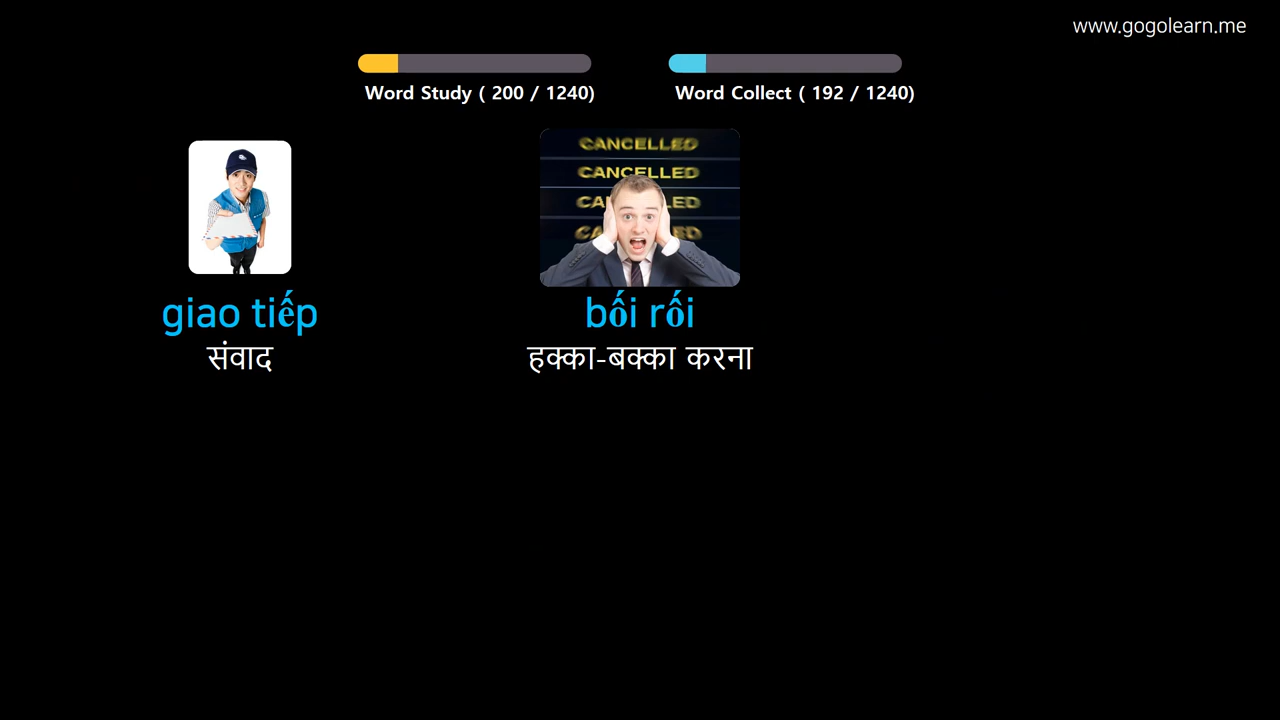 www.gogolearn.me
Word Study ( 200 / 1240)
Word Collect ( 192 / 1240)
CANCELLED
CANCELLED
giao tiếp
bối rối
संवाद
हक्का-बक्का करना